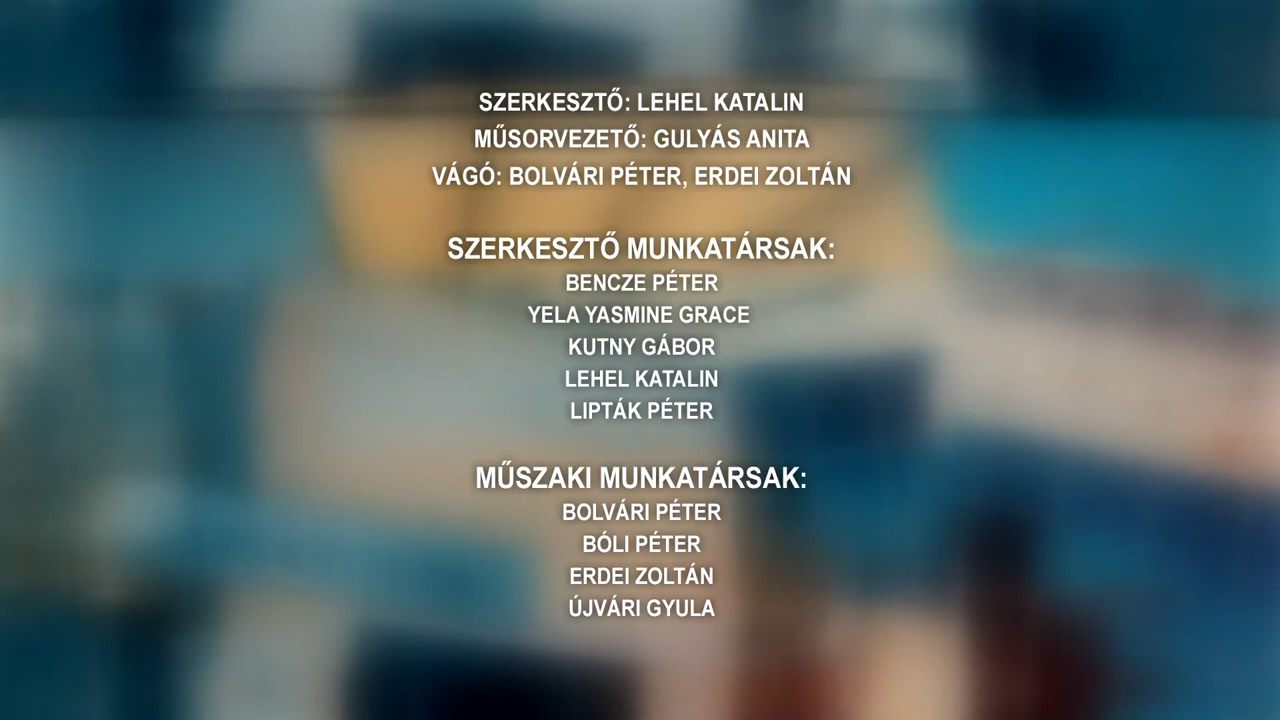 SZERKESZTŐ: LEHEL KATALIN
MŰSORVEZETŐ: GULYÁS ANITA
VÁGÓ: BOLVÁRI PÉTER, ERDEI ZOLTÁN
SZERKESZTŐ MUNKATÁRSAK:
BENCZE PÉTER
YELA YASMINE GRACE
KUTNY GÁBOR
LEHEL KATALIN
LIPTÁK PÉTER
MŰSZAKI MUNKATÁRSAK:
BOLVÁRI PÉTER
BÓLI PÉTER
ERDEI ZOLTÁN
ÚJVÁRI GYULA